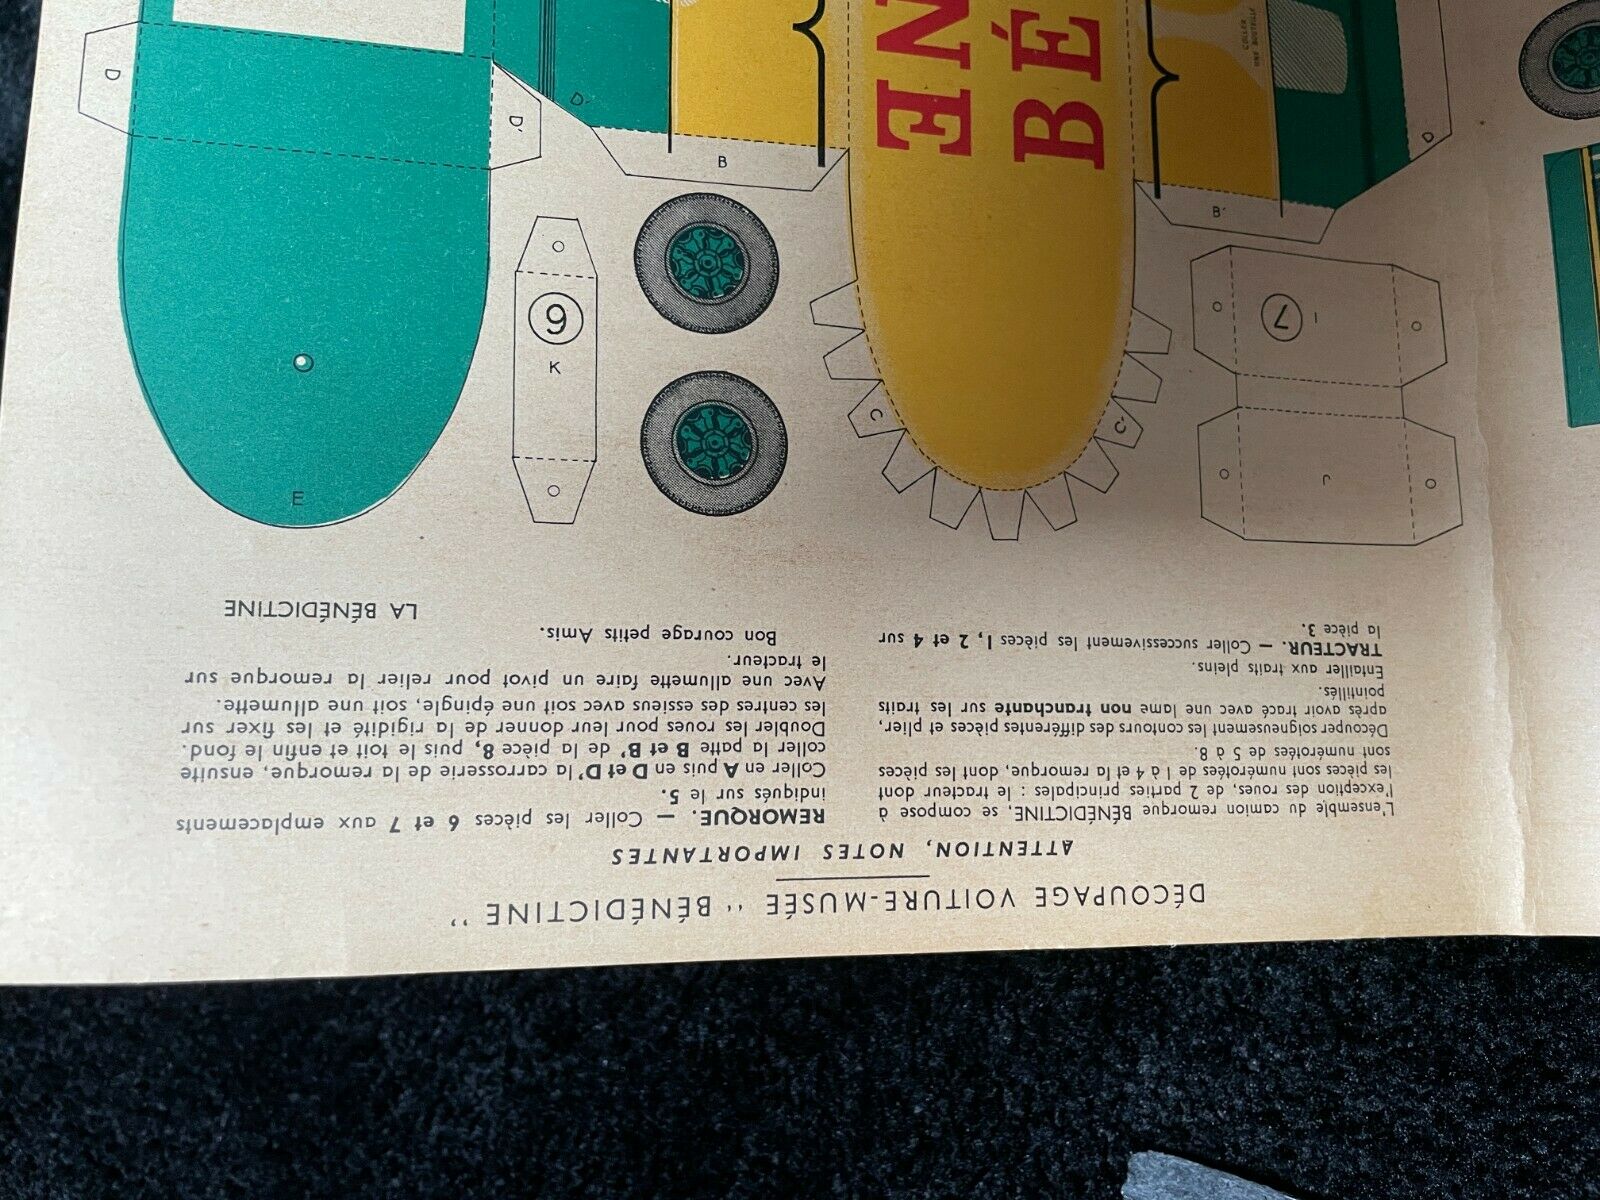 DÉCOUPAGE VOITURE-MUSÉE " BÉNÉDICTINE "
ATTENTION, NOTES IMPORTANTES
L'ensemble du camion remorque BÉNÉDICTINE, se compose à
l'exception des roues, de 2 parties principales : le tracteur dont
les pièces sont numérotées de 1 à 4 et la remorque, dont les pièces
sont numérotées de 5 à 8.
Découper soigneusement les contours des différentes pièces et plier,
après avoir tracé avec une lame non tranchante sur les traits
pointillés.
Entailler aux traits pleins.
TRACTEUR. — Coller successivement les pièces 1, 2 et 4 sur
la pièce 3.
REMORQUE. — Coller les pièces 6 et 7 aux emplacements
indiqués sur le 5.
Coller en A puis en D et D' la carrosserie de la remorque, ensuite
coller la patte B et B' de la pièce 8, puis le toit et enfin le fond.
Doubler les roues pour leur donner de la rigidité et les fixer sur
les centres des essieux avec soit une épingle, soit une allumette.
Avec une allumette faire un pivot pour relier la remorque sur
le tracteur.
Bon courage petits Amis.
LA BÉNÉDICTINE
EN
BÉ
COLLER
UNE BOUTEILLE
D
D'
D'
B
B'
D
6
K
E
C
C'
7
I
J